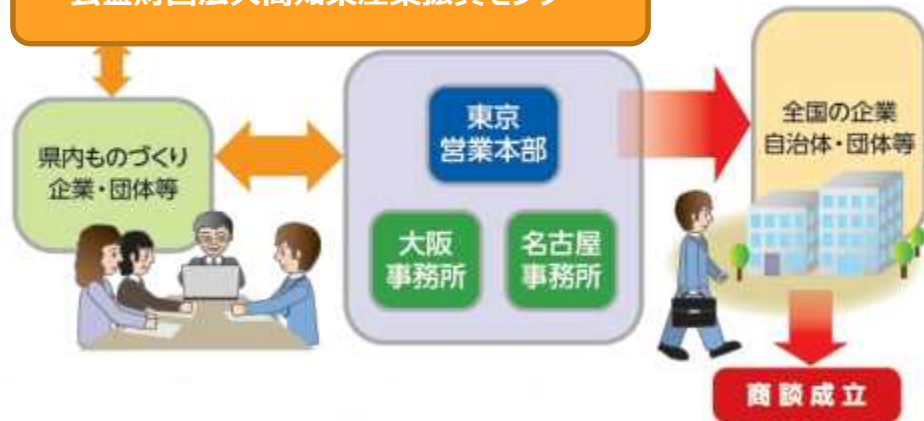 県内ものづくり
企業・団体等
東京
営業本部
大阪
事務所
名古屋
事務所
全国の企業
自治体・団体等
商談成立